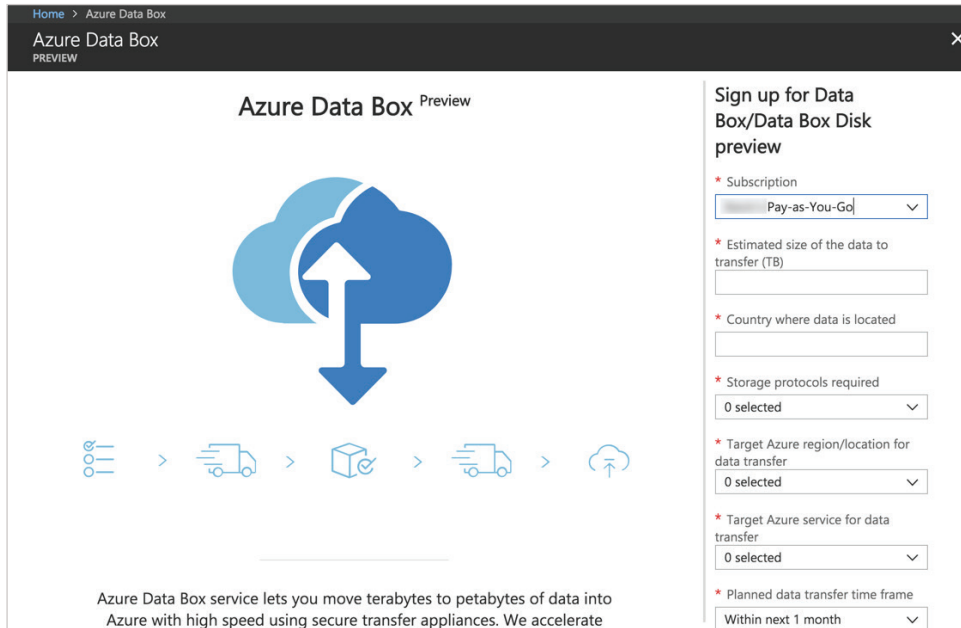 Home > Azure Data Box
Azure Data Box
PREVIEW
Azure Data Box Preview
Azure Data Box service lets you move terabytes to petabytes of data into
Azure with high speed using secure transfer appliances. We accelerate
Sign up for Data
Box/Data Box Disk
preview
* Subscription
Pay-as-You-Go
* Estimated size of the data to
transfer (TB)
* Country where data is located
* Storage protocols required
0 selected
* Target Azure region/location for
data transfer
0 selected
* Target Azure service for data
transfer
0 selected
* Planned data transfer time frame
Within next 1 month